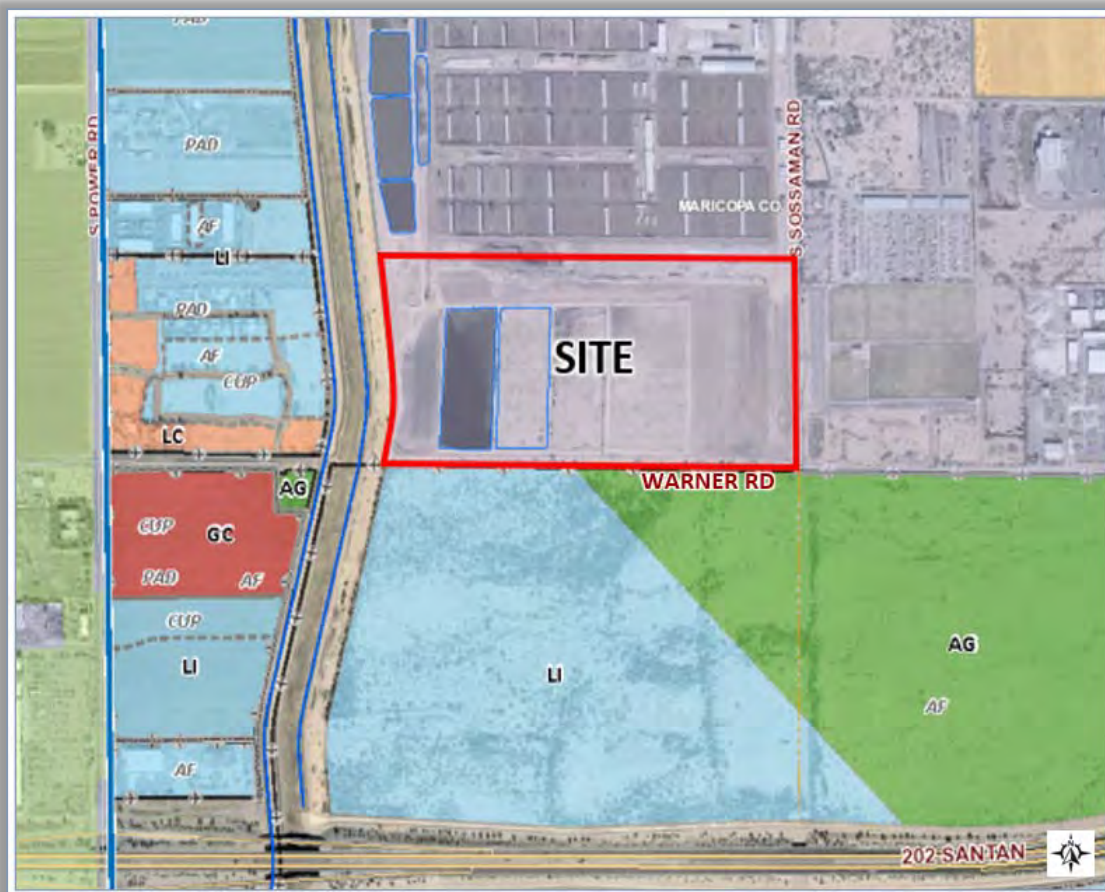 PAD
PAD
S POWER RD
AF
LI
PAD
AF
CUP
LC
MARICOPA CO
S SOSSAMAN RD
SITE
WARNER RD
AG
CUP
GC
PAD
AF
CUP
LI
AF
LI
AG
AF
202 SANTAN
N